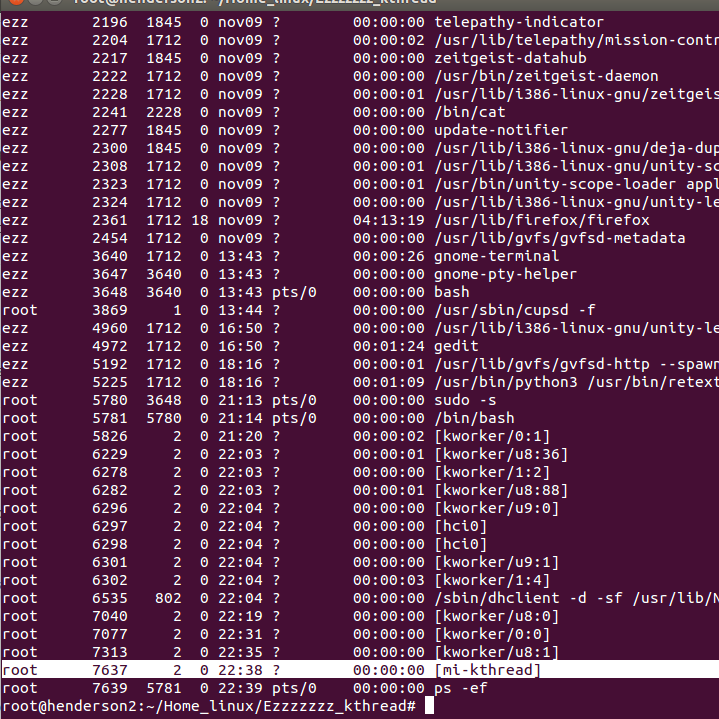 root@henderson2: ~/Home_linux/Ezzzzzzz_kthread
ezz 2196 1845 0 nov09 ? 00:00:00 telepathy-indicator
ezz 2204 1712 0 nov09 ? 00:00:02 /usr/lib/telepathy/mission-contr
ezz 2217 1845 0 nov09 ? 00:00:00 zeitgeist-datahub
ezz 2222 1712 0 nov09 ? 00:00:00 /usr/bin/zeitgeist-daemon
ezz 2228 1712 0 nov09 ? 00:00:01 /usr/lib/i386-linux-gnu/zeitgeis
ezz 2241 2228 0 nov09 ? 00:00:00 /bin/cat
ezz 2277 1845 0 nov09 ? 00:00:00 update-notifier
ezz 2300 1845 0 nov09 ? 00:00:00 /usr/lib/i386-linux-gnu/deja-dup
ezz 2308 1712 0 nov09 ? 00:00:01 /usr/lib/i386-linux-gnu/unity-sc
ezz 2323 1712 0 nov09 ? 00:00:01 /usr/bin/unity-scope-loader appl
ezz 2324 1712 0 nov09 ? 00:00:00 /usr/lib/i386-linux-gnu/unity-le
ezz 2361 1712 18 nov09 ? 04:13:19 /usr/lib/firefox/firefox
ezz 2454 1712 0 nov09 ? 00:00:00 /usr/lib/gvfs/gvfsd-metadata
ezz 3640 1712 0 13:43 ? 00:00:26 gnome-terminal
ezz 3647 3640 0 13:43 ? 00:00:00 gnome-pty-helper
ezz 3648 3640 0 13:43 pts/0 00:00:00 bash
root 3869 1 0 13:44 ? 00:00:00 /usr/sbin/cupsd -f
ezz 4960 1712 0 16:50 ? 00:00:00 /usr/lib/i386-linux-gnu/unity-le
ezz 4972 1712 0 16:50 ? 00:01:24 gedit
ezz 5192 1712 0 18:16 ? 00:00:01 /usr/lib/gvfs/gvfsd-http --spawn
ezz 5225 1712 0 18:16 ? 00:01:09 /usr/bin/python3 /usr/bin/retext
root 5780 3648 0 21:13 pts/0 00:00:00 sudo -s
root 5781 5780 0 21:14 pts/0 00:00:00 /bin/bash
root 5826 2 0 21:20 ? 00:00:02 [kworker/0:1]
root 6229 2 0 22:03 ? 00:00:01 [kworker/u8:36]
root 6278 2 0 22:03 ? 00:00:00 [kworker/1:2]
root 6282 2 0 22:03 ? 00:00:01 [kworker/u8:88]
root 6296 2 0 22:04 ? 00:00:00 [kworker/u9:0]
root 6297 2 0 22:04 ? 00:00:00 [hci0]
root 6298 2 0 22:04 ? 00:00:00 [hci0]
root 6301 2 0 22:04 ? 00:00:00 [kworker/u9:1]
root 6302 2 0 22:04 ? 00:00:03 [kworker/1:4]
root 6535 802 0 22:04 ? 00:00:00 /sbin/dhclient -d -sf /usr/lib/N
root 7040 2 0 22:19 ? 00:00:00 [kworker/u8:0]
root 7077 2 0 22:31 ? 00:00:00 [kworker/0:0]
root 7313 2 0 22:35 ? 00:00:00 [kworker/u8:1]
root 7637 2 0 22:38 ? 00:00:00 [mi-kthread]
root 7639 5781 0 22:39 pts/0 00:00:00 ps -ef
root@henderson2:~/Home_linux/Ezzzzzzz_kthread#